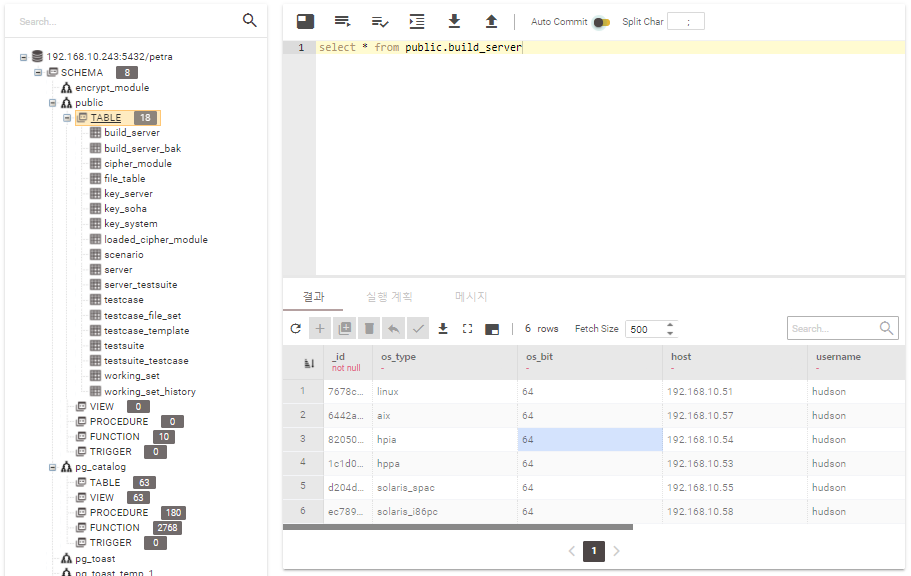 Search...
192.168.10.243:5432/petra
SCHEMA 8
encrypt_module
public
TABLE 18
build_server
build_server_bak
cipher_module
file_table
key_server
key_soha
key_system
loaded_cipher_module
scenario
server
server_testsuite
testcase
testcase_file_set
testcase_template
testsuite
testsuite_testcase
working_set
working_set_history
VIEW 0
PROCEDURE 0
FUNCTION 10
TRIGGER 0
pg_catalog
TABLE 63
VIEW 63
PROCEDURE 180
FUNCTION 2768
TRIGGER 0
pg_toast
pg_toast_temp_1
Auto Commit Split Char ;
1 select * from public.build_server
결과 실행 계획 메시지
6 rows Fetch Size 500 Search...
_id os_type os_bit host username
not null - - - -
1 7678c... linux 64 192.168.10.51 hudson
2 6442a... aix 64 192.168.10.57 hudson
3 82050... hpia 64 192.168.10.54 hudson
4 1c1d0... hppa 64 192.168.10.53 hudson
5 d204d... solaris_spac 64 192.168.10.55 hudson
6 ec789... solaris_i86pc 64 192.168.10.58 hudson
1